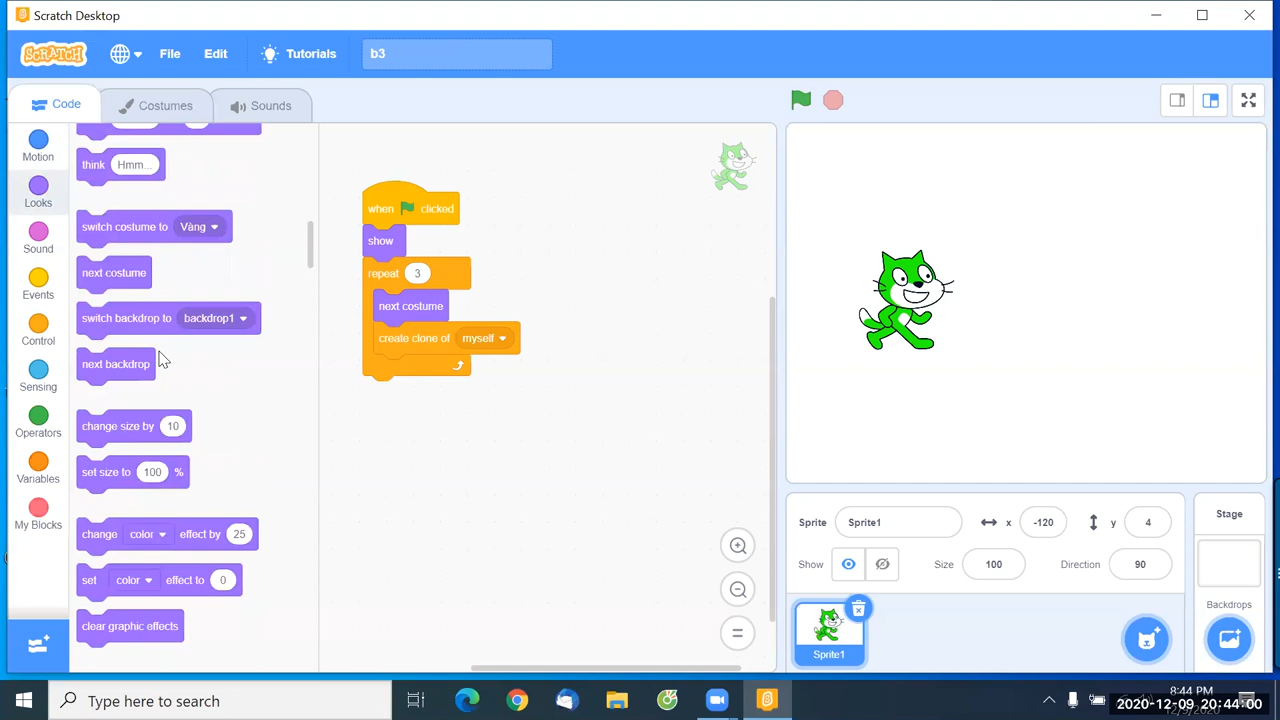 Scratch Desktop
SCRATCH
File
Edit
Tutorials
b3
Code
Costumes
Sounds
Motion
Looks
Sound
Events
Control
Sensing
Operators
Variables
My Blocks
think Hmm...
switch costume to Vàng
next costume
switch backdrop to backdrop1
next backdrop
change size by 10
set size to 100 %
change color effect by 25
set color effect to 0
clear graphic effects
when clicked
show
repeat 3
next costume
create clone of myself
Sprite Sprite1 x -120 y 4
Show Size 100 Direction 90
Sprite1
Stage
Backdrops
Type here to search
8:44 PM
2020-12-09 20:44:00